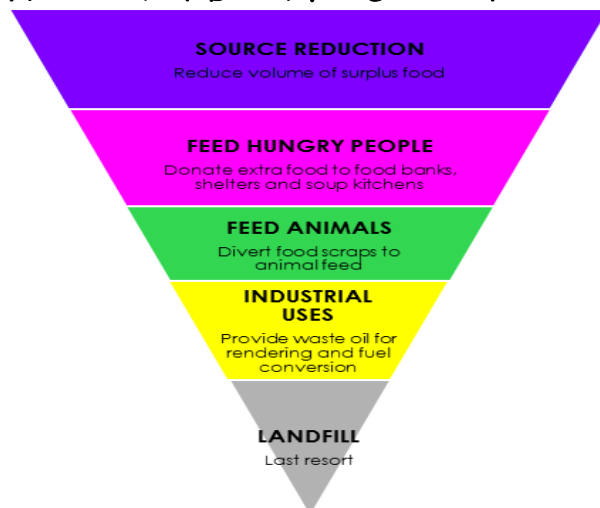 SOURCE REDUCTION
Reduce volume of surplus food
FEED HUNGRY PEOPLE
Donate extra food to food banks,
shelters and soup kitchens
FEED ANIMALS
Divert food scraps to
animal feed
INDUSTRIAL
USES
Provide waste oil for
rendering and fuel
conversion
LANDFILL
Last resort